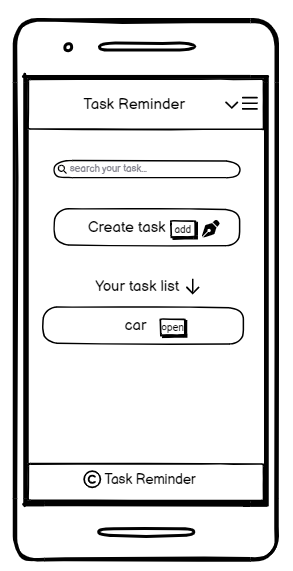 Task Reminder
search your task...
Create task add
Your task list
car open
© Task Reminder